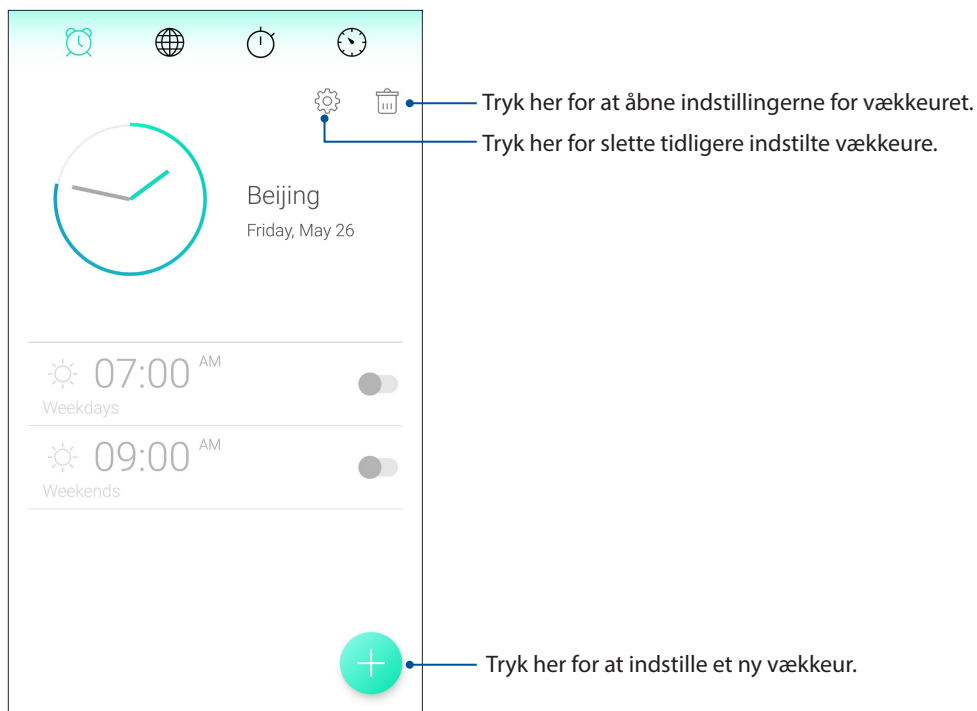 Tryk her for at åbne indstillingerne for vækkeuret.
Tryk her for slette tidligere indstilte vækkeure.
Beijing
Friday, May 26
07:00 AM
Weekdays
09:00 AM
Weekends
Tryk her for at indstille et ny vækkeur.